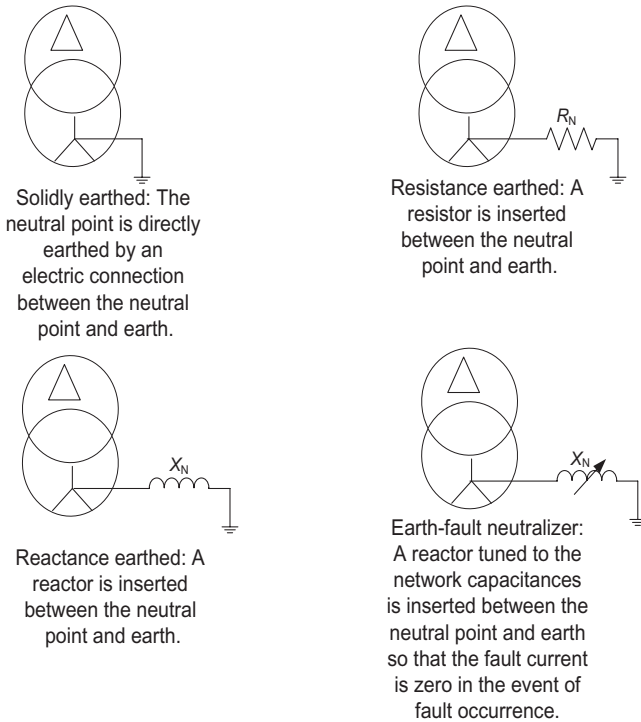 Solidly earthed: The
neutral point is directly
earthed by an
electric connection
between the neutral
point and earth.
R_N
Resistance earthed: A
resistor is inserted
between the neutral
point and earth.
X_N
Reactance earthed: A
reactor is inserted
between the neutral
point and earth.
X_N
Earth-fault neutralizer:
A reactor tuned to the
network capacitances
is inserted between the
neutral point and earth
so that the fault current
is zero in the event of
fault occurrence.